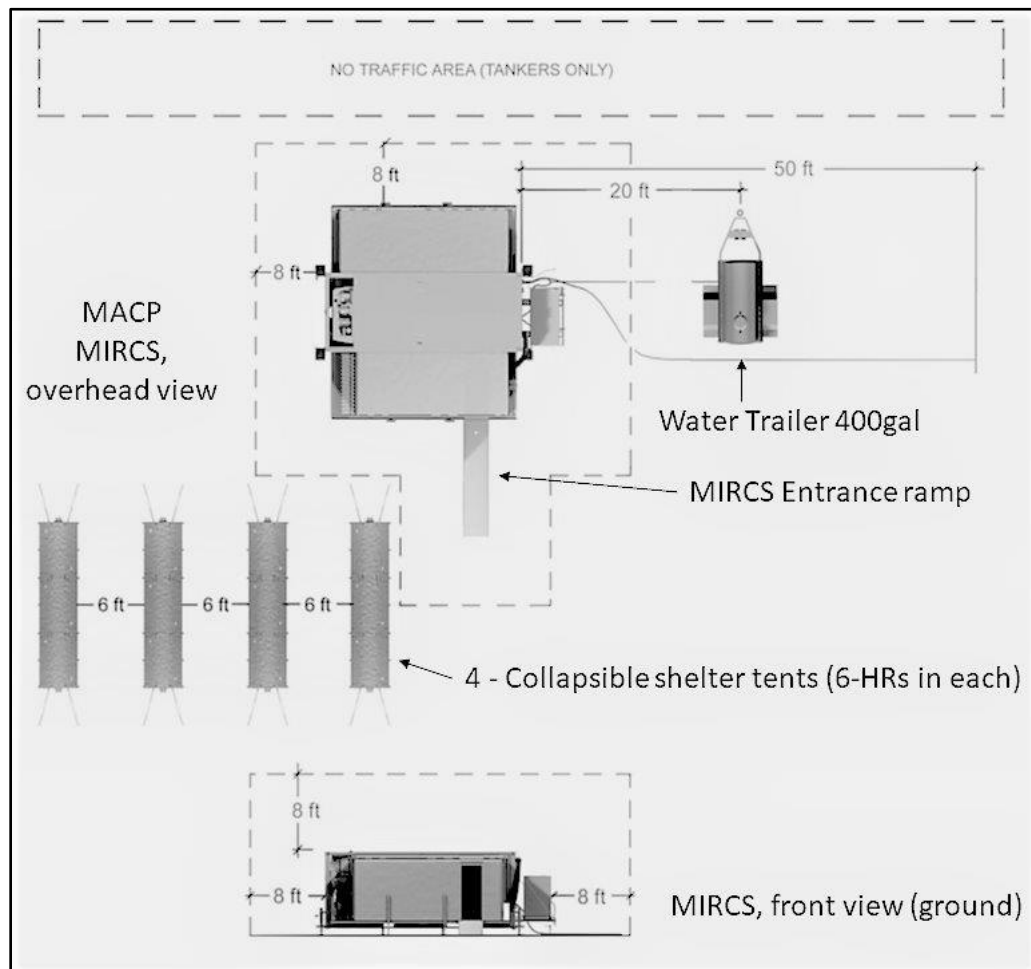 NO TRAFFIC AREA (TANKERS ONLY)
8 ft
50 ft
20 ft
8 ft
MACP
MIRCS,
overhead view
Water Trailer 400gal
MIRCS Entrance ramp
6 ft
6 ft
6 ft
4 - Collapsible shelter tents (6-HRs in each)
8 ft
8 ft
8 ft
MIRCS, front view (ground)